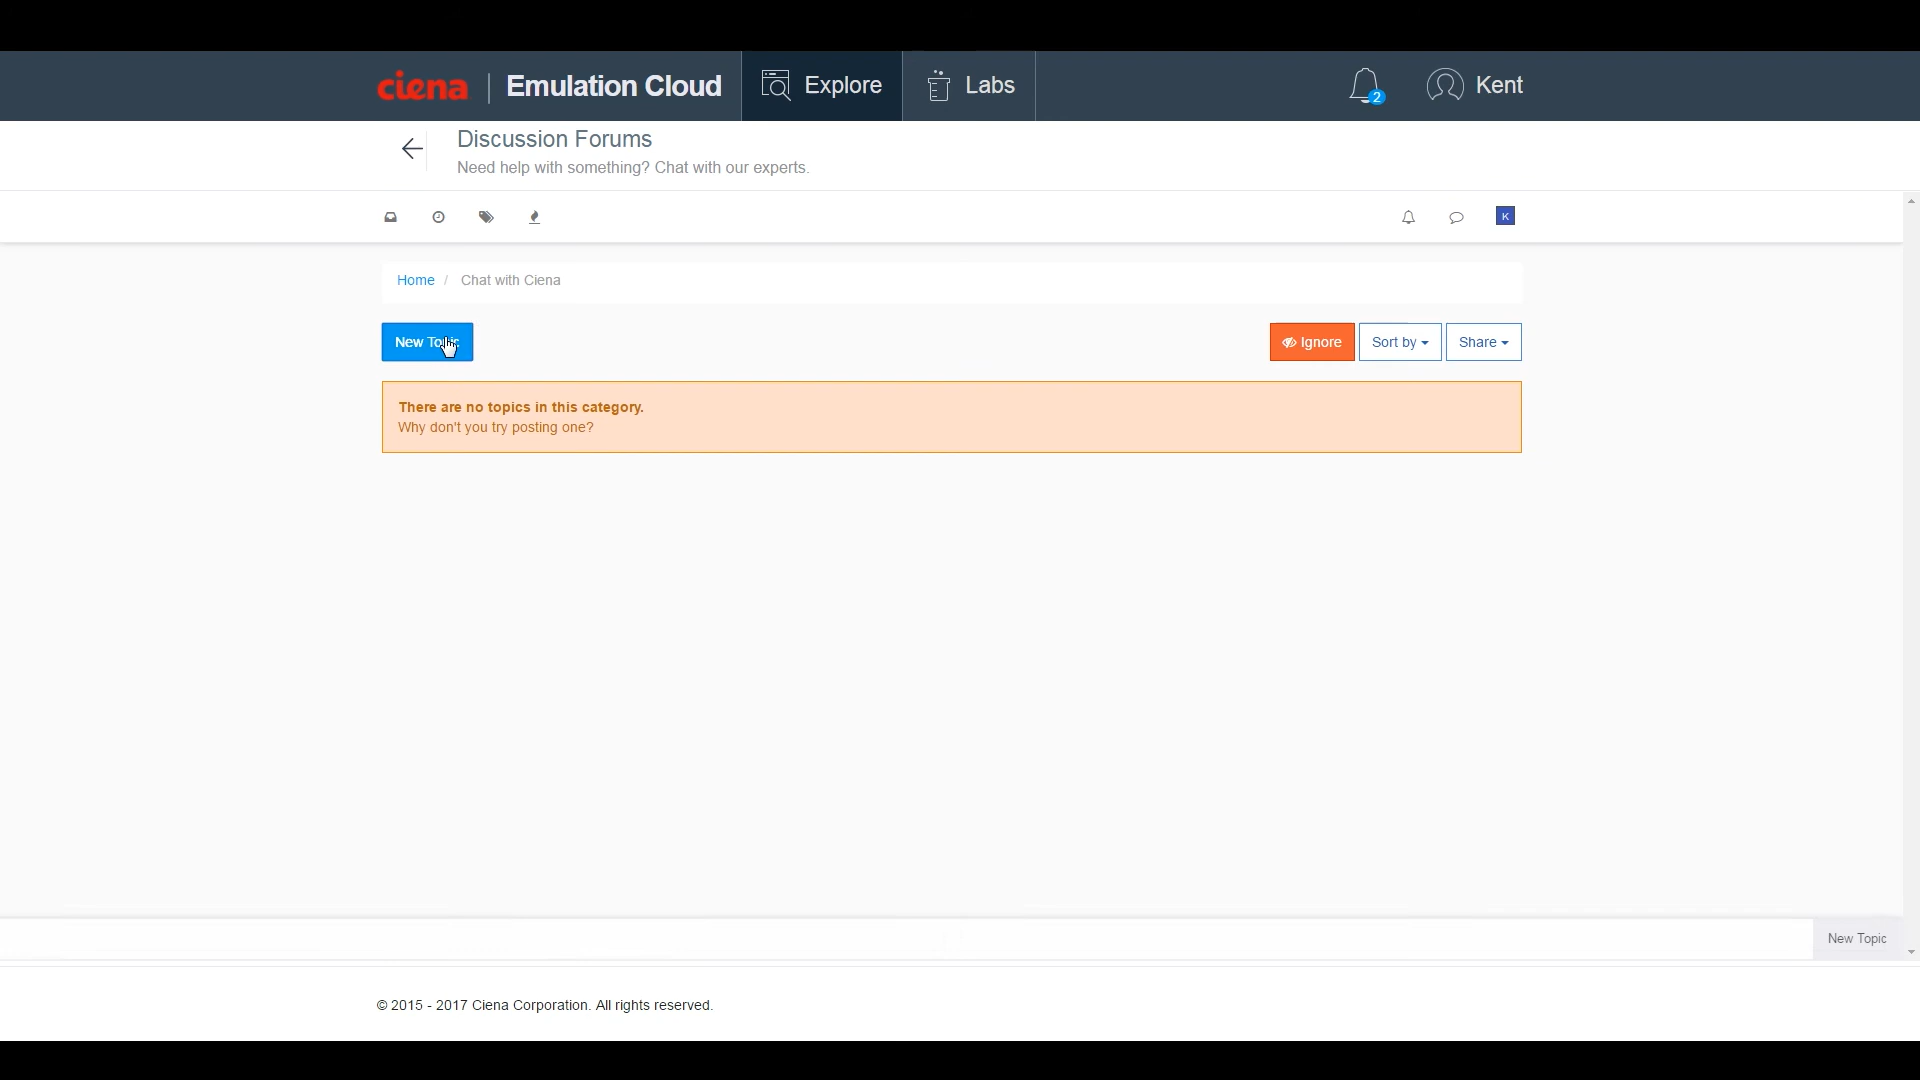 ciena | Emulation Cloud
Explore
Labs
2
Kent
Discussion Forums
Need help with something? Chat with our experts.
K
Home / Chat with Ciena
New Topic
Ignore
Sort by
Share
There are no topics in this category.
Why don't you try posting one?
New Topic
© 2015 - 2017 Ciena Corporation. All rights reserved.